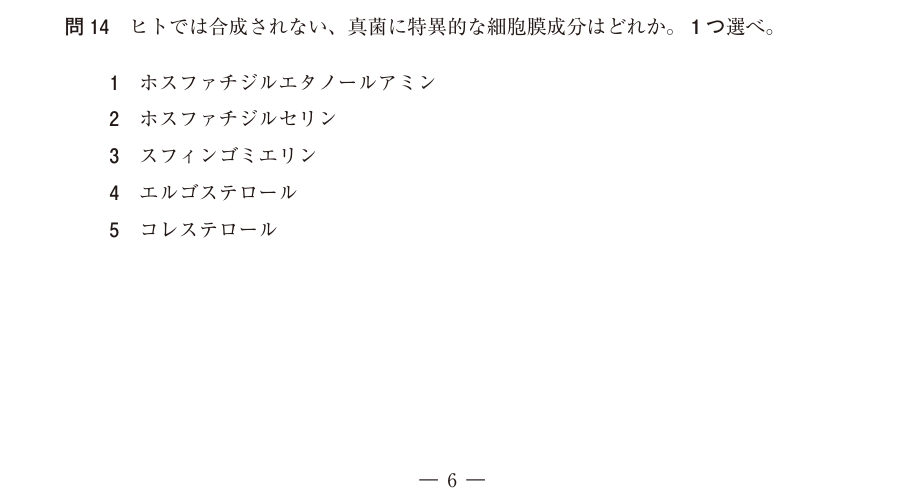 問 14　ヒトでは合成されない、真菌に特異的な細胞膜成分はどれか。1つ選べ。
1　ホスファチジルエタノールアミン
2　ホスファチジルセリン
3　スフィンゴミエリン
4　エルゴステロール
5　コレステロール
― 6 ―